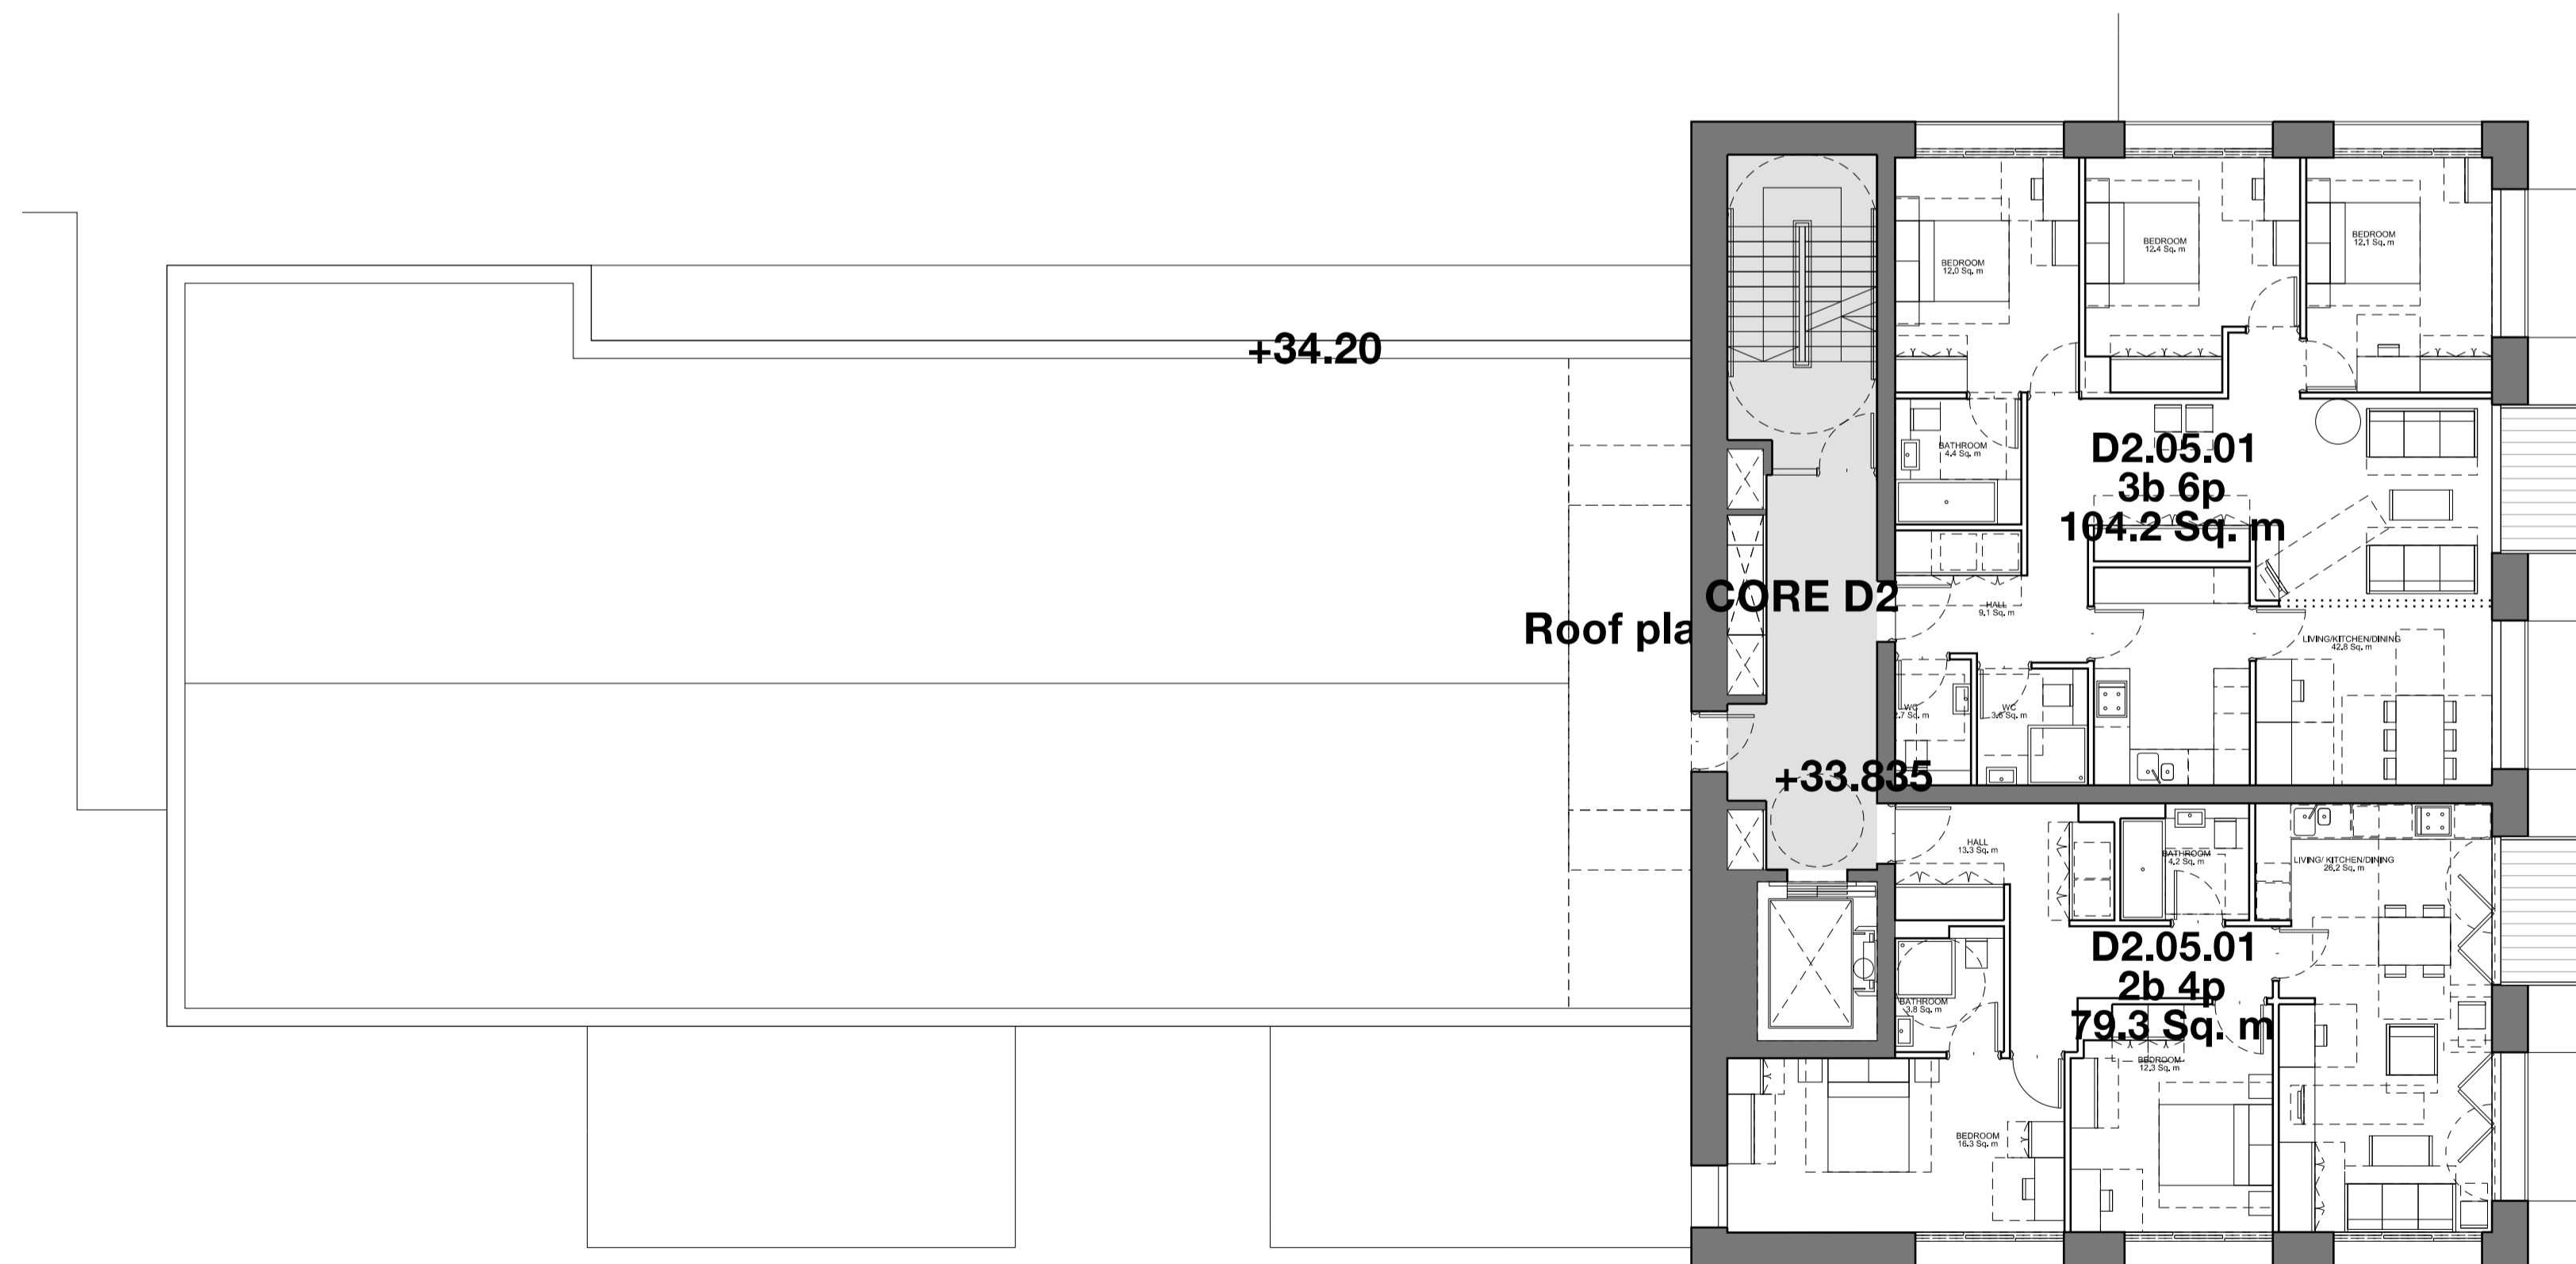 BEDROOM
12.0 Sq. m
BEDROOM
12.4 Sq. m
BEDROOM
12.1 Sq. m
+34.20
BATHROOM
4.4 Sq. m
D2.05.01
3b 6p
104.2 Sq. m
CORE D2
Roof pla
HALL
9.1 Sq. m
LIVING/KITCHEN/DINING
42.8 Sq. m
WC
2.7 Sq. m
WC
3.6 Sq. m
+33.835
HALL
13.3 Sq. m
BATHROOM
4.2 Sq. m
LIVING/ KITCHEN/DINING
26.2 Sq. m
D2.05.01
2b 4p
79.3 Sq. m
BATHROOM
3.8 Sq. m
BEDROOM
12.3 Sq. m
BEDROOM
16.3 Sq. m